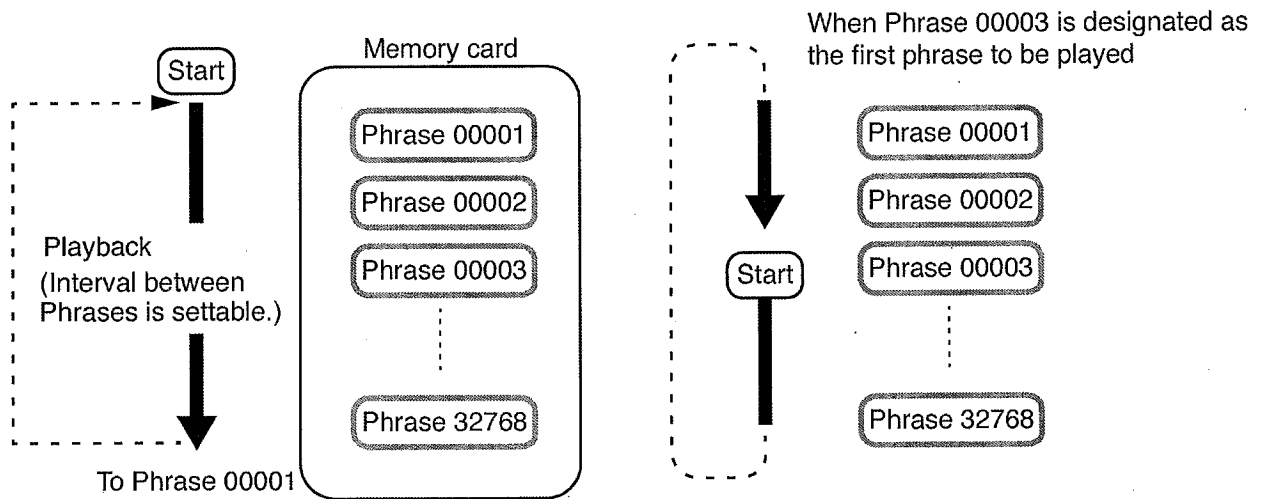 Start
Playback
(Interval between
Phrases is settable.)
To Phrase 00001
Memory card
Phrase 00001
Phrase 00002
Phrase 00003
Phrase 32768
When Phrase 00003 is designated as
the first phrase to be played
Start
Phrase 00001
Phrase 00002
Phrase 00003
Phrase 32768